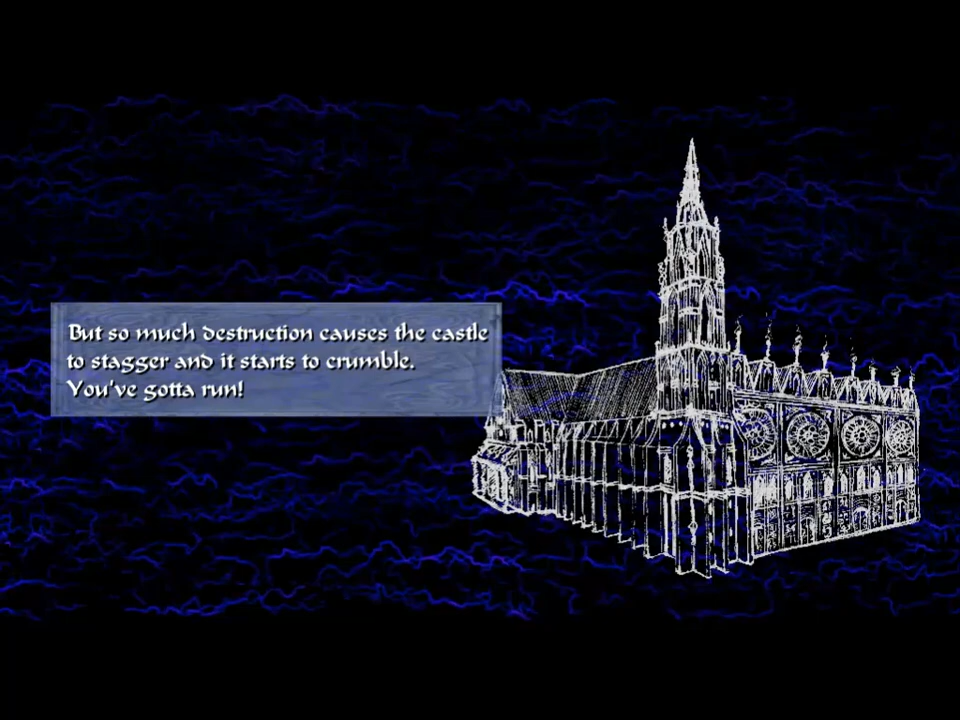 But so much destruction causes the castle
to stagger and it starts to crumble.
You've gotta run!